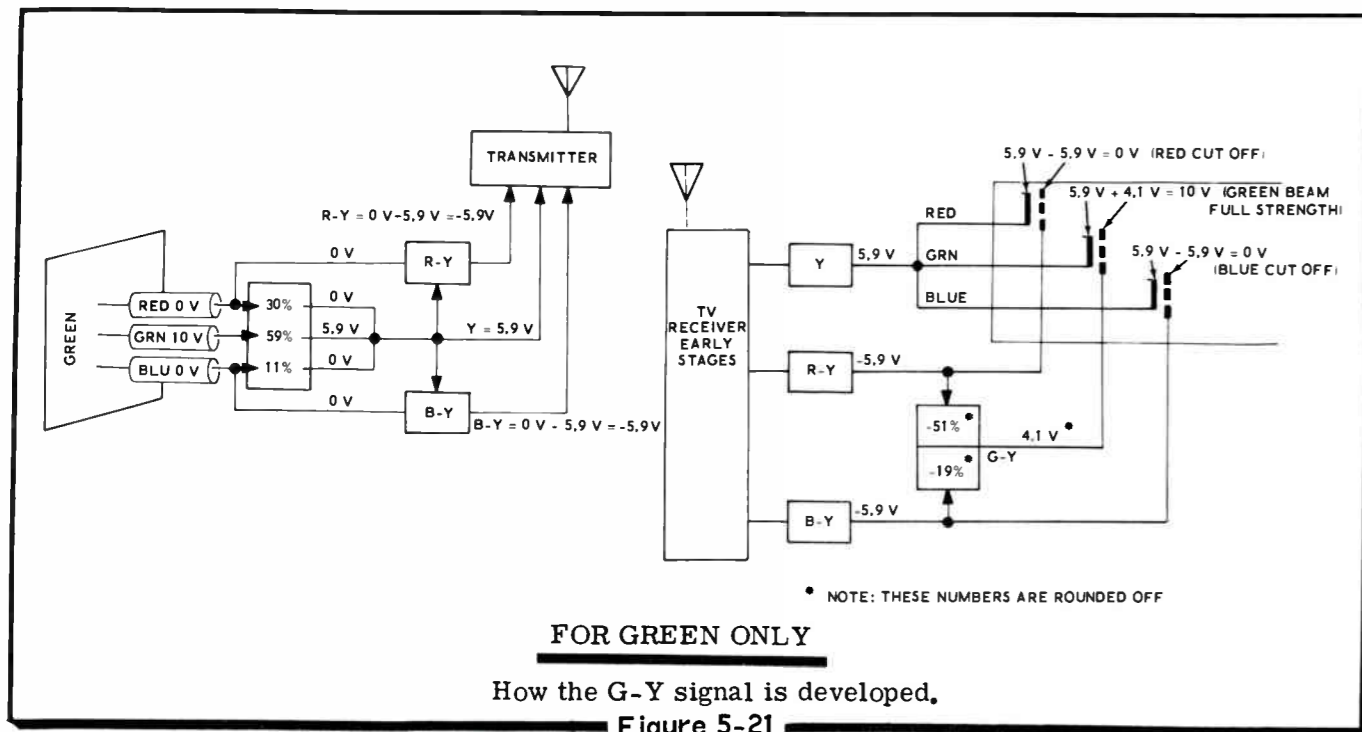 TRANSMITTER
R-Y = 0 V-5.9 V = -5.9V
0 V
R-Y
GREEN
RED 0 V
GRN 10 V
BLU 0 V
30%
59%
11%
0 V
5.9 V
0 V
Y = 5.9 V
0 V
B-Y
B-Y = 0 V - 5.9 V = -5.9V
TV
RECEIVER
EARLY
STAGES
Y
5.9 V
RED
GRN
BLUE
5.9 V - 5.9 V = 0 V (RED CUT OFF)
5.9 V + 4.1 V = 10 V (GREEN BEAM
FULL STRENGTH)
5.9 V - 5.9 V = 0 V
(BLUE CUT OFF)
R-Y
-5.9 V
-51% •
-19% •
4.1 V •
G-Y
B-Y
-5.9 V
• NOTE: THESE NUMBERS ARE ROUNDED OFF
FOR GREEN ONLY
How the G-Y signal is developed.
Figure 5-21